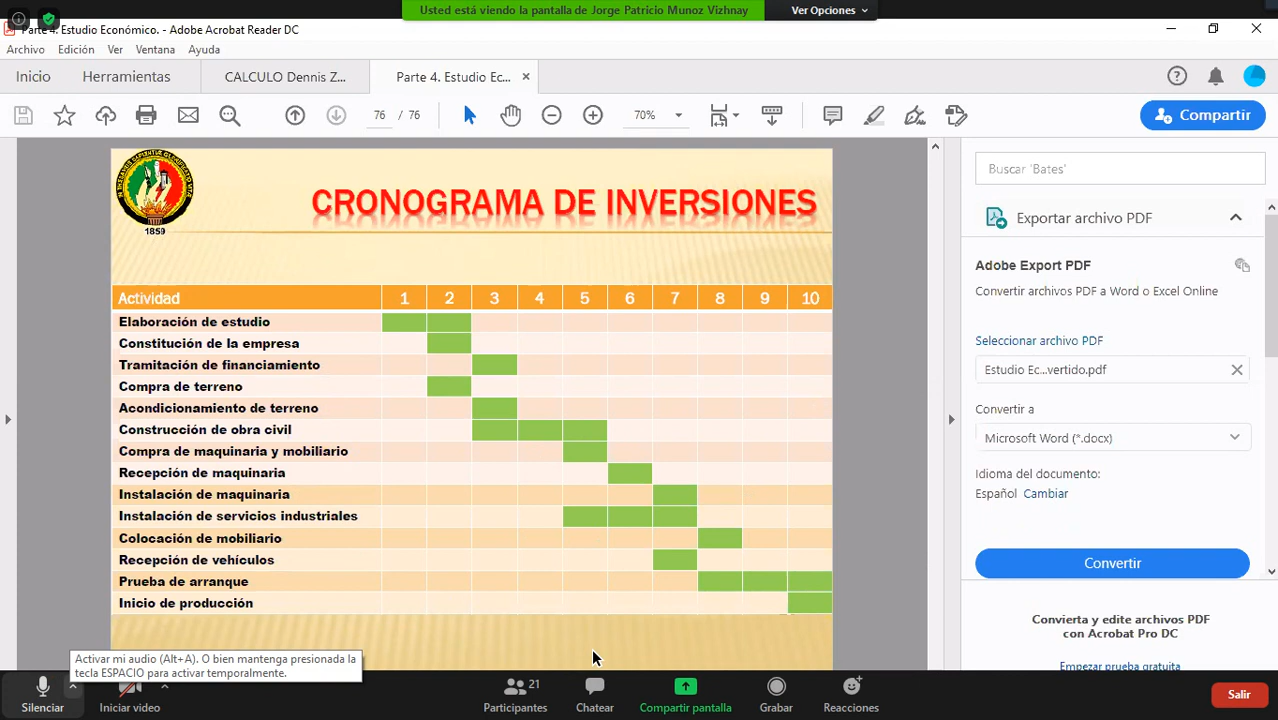 Usted está viendo la pantalla de Jorge Patricio Munoz Vizhnay
Ver Opciones
Parte 4. Estudio Económico. - Adobe Acrobat Reader DC
Archivo Edición Ver Ventana Ayuda
Inicio Herramientas CALCULO Dennis Z... Parte 4. Estudio Ec...
76 / 76 70% Compartir
Buscar 'Bates'
1859
CRONOGRAMA DE INVERSIONES
Actividad 1 2 3 4 5 6 7 8 9 10
Elaboración de estudio
Constitución de la empresa
Tramitación de financiamiento
Compra de terreno
Acondicionamiento de terreno
Construcción de obra civil
Compra de maquinaria y mobiliario
Recepción de maquinaria
Instalación de maquinaria
Instalación de servicios industriales
Colocación de mobiliario
Recepción de vehículos
Prueba de arranque
Inicio de producción
Exportar archivo PDF
Adobe Export PDF
Convertir archivos PDF a Word o Excel Online
Seleccionar archivo PDF
Estudio Ec...vertido.pdf
Convertir a
Microsoft Word (*.docx)
Idioma del documento:
Español Cambiar
Convertir
Convierta y edite archivos PDF
con Acrobat Pro DC
Empezar prueba gratuita
Activar mi audio (Alt+A). O bien mantenga presionada la
tecla ESPACIO para activar temporalmente.
21
Silenciar Iniciar video Participantes Chatear Compartir pantalla Grabar Reacciones Salir